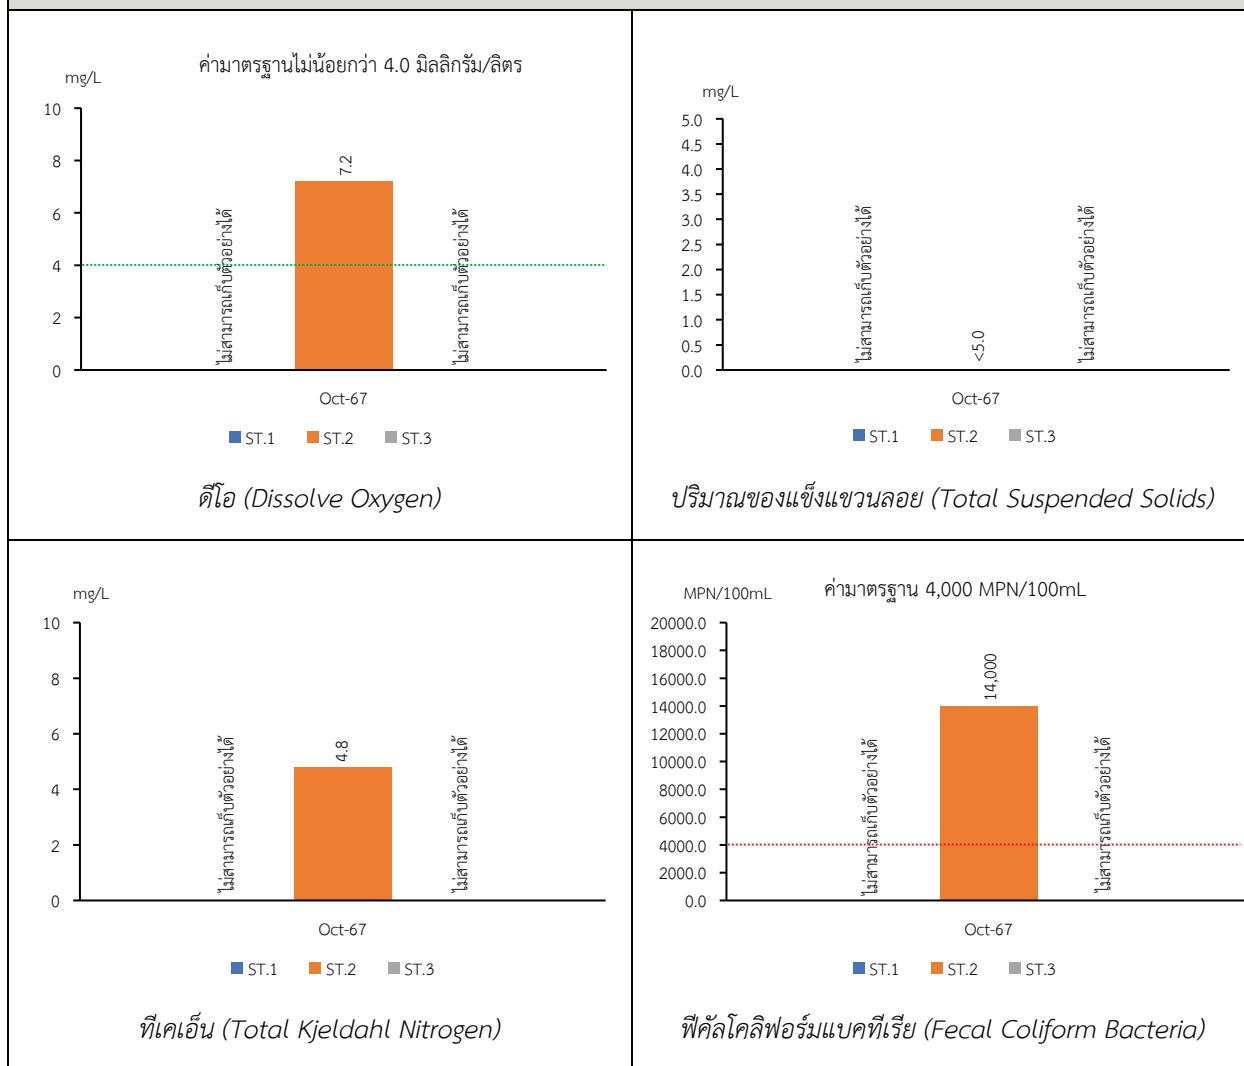 ค่ามาตรฐานไม่น้อยกว่า 4.0 มิลลิกรัม/ลิตร
mg/L
10
8
6
4
2
0
ไม่สามารถเก็บตัวอย่างได้
7.2
ไม่สามารถเก็บตัวอย่างได้
Oct-67
ST.1 ST.2 ST.3
ดีโอ (Dissolve Oxygen)
mg/L
5.0
4.5
4.0
3.5
3.0
2.5
2.0
1.5
1.0
0.5
0.0
ไม่สามารถเก็บตัวอย่างได้
<5.0
ไม่สามารถเก็บตัวอย่างได้
Oct-67
ST.1 ST.2 ST.3
ปริมาณของแข็งแขวนลอย (Total Suspended Solids)
mg/L
10
8
6
4
2
0
ไม่สามารถเก็บตัวอย่างได้
4.8
ไม่สามารถเก็บตัวอย่างได้
Oct-67
ST.1 ST.2 ST.3
ทีเคเอ็น (Total Kjeldahl Nitrogen)
MPN/100mL
ค่ามาตรฐาน 4,000 MPN/100mL
20000.0
18000.0
16000.0
14000.0
12000.0
10000.0
8000.0
6000.0
4000.0
2000.0
0.0
ไม่สามารถเก็บตัวอย่างได้
14,000
ไม่สามารถเก็บตัวอย่างได้
Oct-67
ST.1 ST.2 ST.3
ฟีคัลโคลิฟอร์มแบคทีเรีย (Fecal Coliform Bacteria)